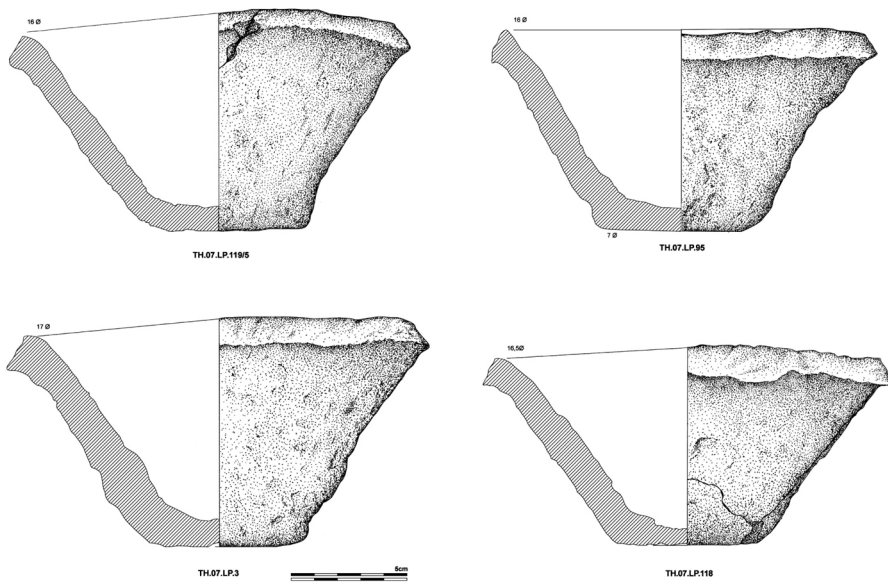 16 Ø
TH.07.LP.119/5
16 Ø
7 Ø
TH.07.LP.95
17 Ø
TH.07.LP.3
5cm
16,5Ø
TH.07.LP.118